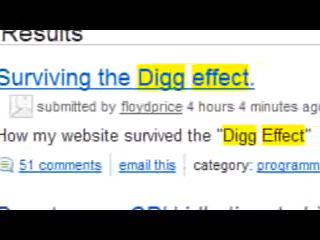 Results
Surviving the Digg effect.
submitted by floydprice 4 hours 4 minutes ago
How my website survived the "Digg Effect"
51 comments email this category: programm